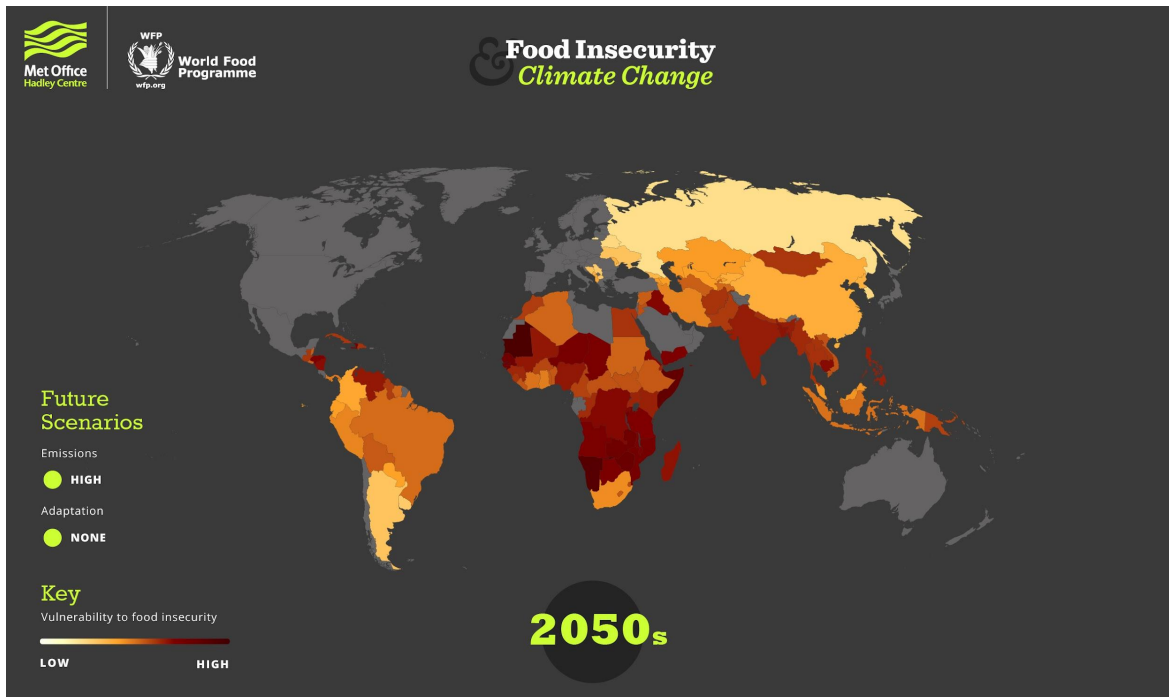 Met Office
Hadley Centre
WFP
wfp.org
World Food
Programme
& Food Insecurity
Climate Change
Future
Scenarios
Emissions
HIGH
Adaptation
NONE
Key
Vulnerability to food insecurity
LOW
HIGH
2050s